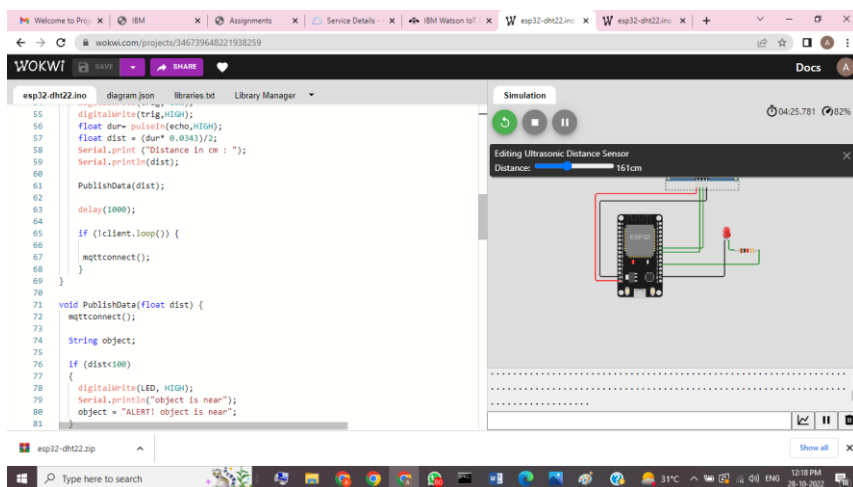 Welcome to Proj
IBM
Assignments
Service Details -
IBM Watson IoT
esp32-dht22.ino
esp32-dht22.ino
wokwi.com/projects/346739648221938259
A
WOKWI
SAVE
SHARE
Docs
A
esp32-dht22.ino
diagram.json
libraries.txt
Library Manager
Simulation
55 digitalWrite(trig,HIGH);
56 float dur= pulseIn(echo,HIGH);
57 float dist = (dur* 0.0343)/2;
58 Serial.print ("Distance in cm : ");
59 Serial.println(dist);
60
61 PublishData(dist);
62
63 delay(1000);
64
65 if (!client.loop()) {
66
67 mqttconnect();
68 }
69 }
70
71 void PublishData(float dist) {
72 mqttconnect();
73
74 String object;
75
76 if (dist<100)
77 {
78 digitalWrite(LED, HIGH);
79 Serial.println("object is near");
80 object = "ALERT! object is near";
81 }
04:25.781
82%
Editing Ultrasonic Distance Sensor
Distance:
161cm
ESP32
esp32-dht22.zip
Show all
Type here to search
31°C
ENG
12:18 PM
28-10-2022